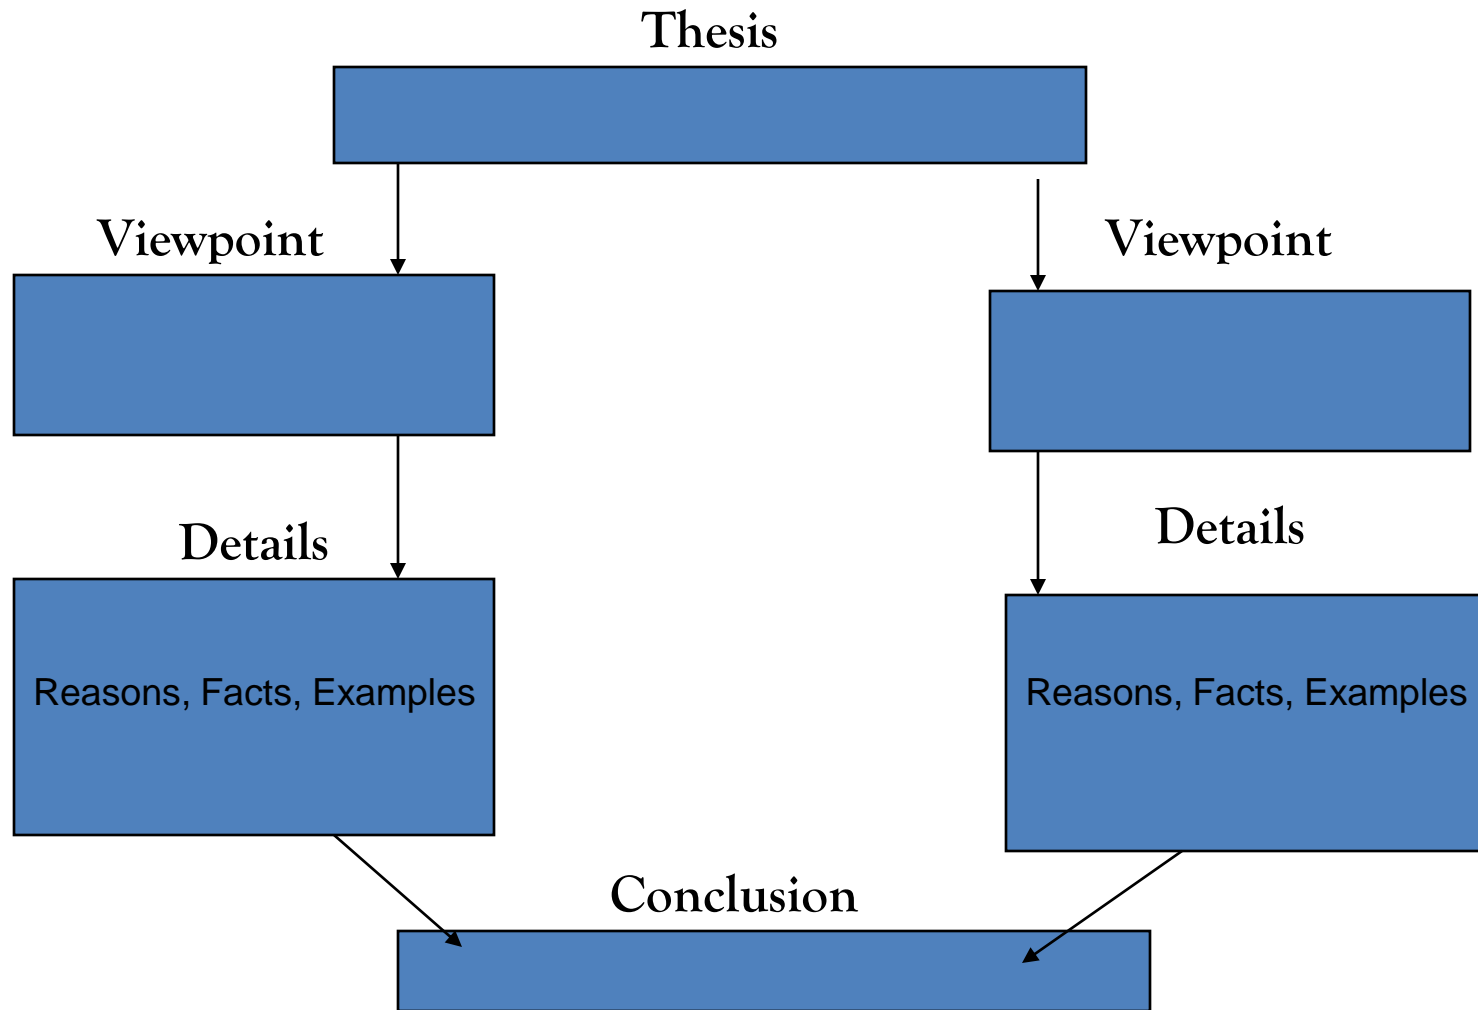 Thesis
Viewpoint
Viewpoint
Details
Details
Reasons, Facts, Examples
Reasons, Facts, Examples
Conclusion